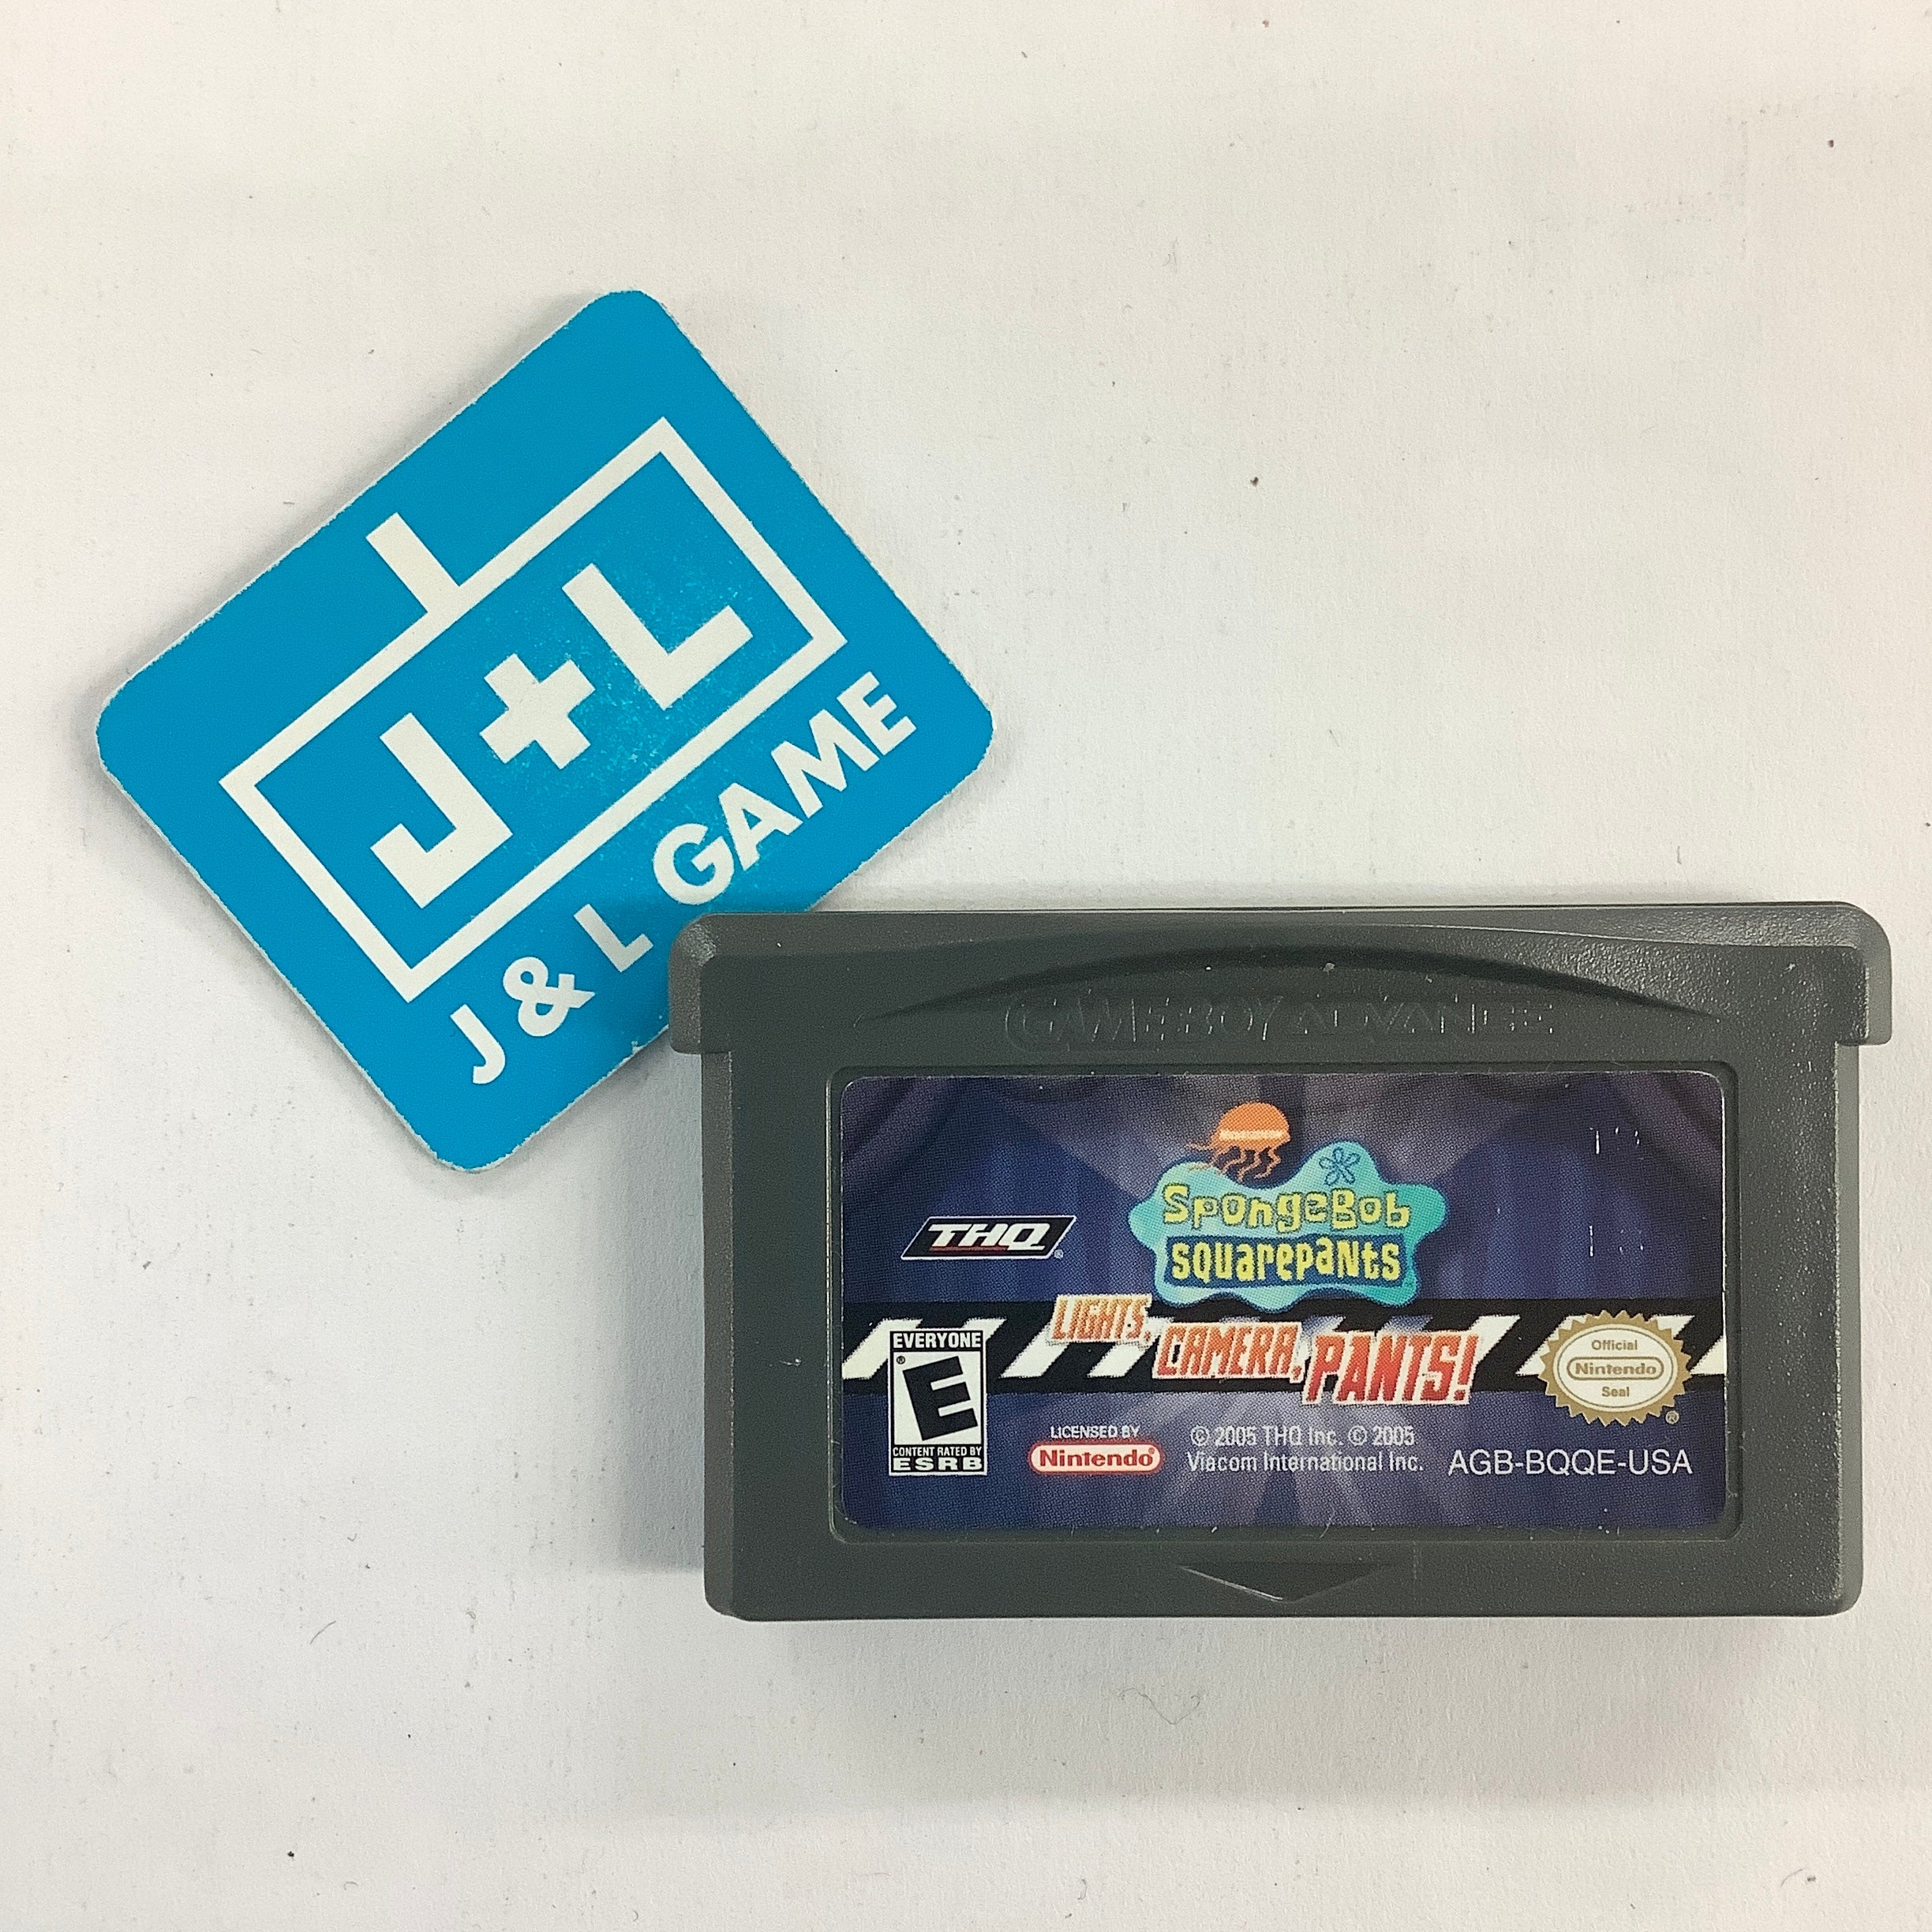 J+L
J & L GAME
GAME BOY ADVANCE
SpongeBob
SquarePants
THQ®
LIGHTS, CAMERA, PANTS!
EVERYONE
E®
CONTENT RATED BY
ESRB
LICENSED BY
Nintendo®
© 2005 THQ Inc. © 2005
Viacom International Inc.
Official
Nintendo
Seal
®
AGB-BQQE-USA